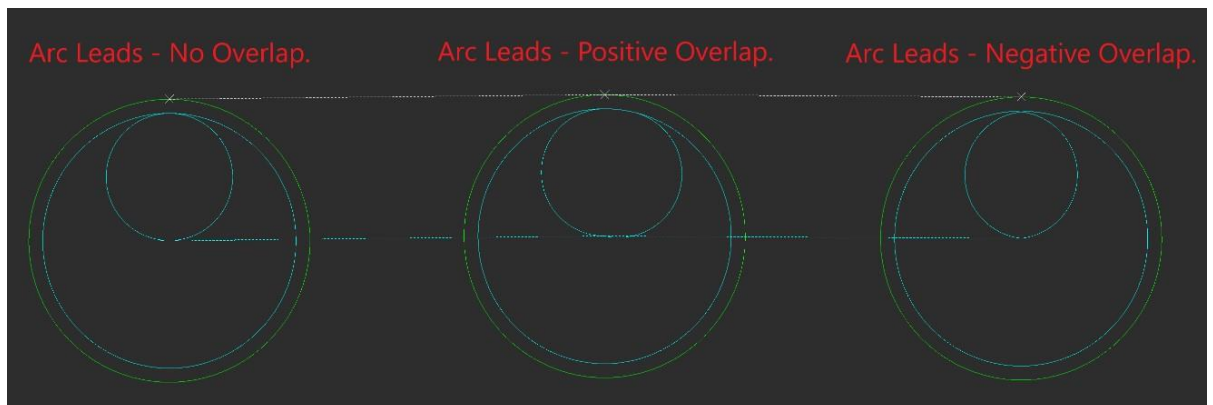 Arc Leads - No Overlap.
Arc Leads - Positive Overlap.
Arc Leads - Negative Overlap.